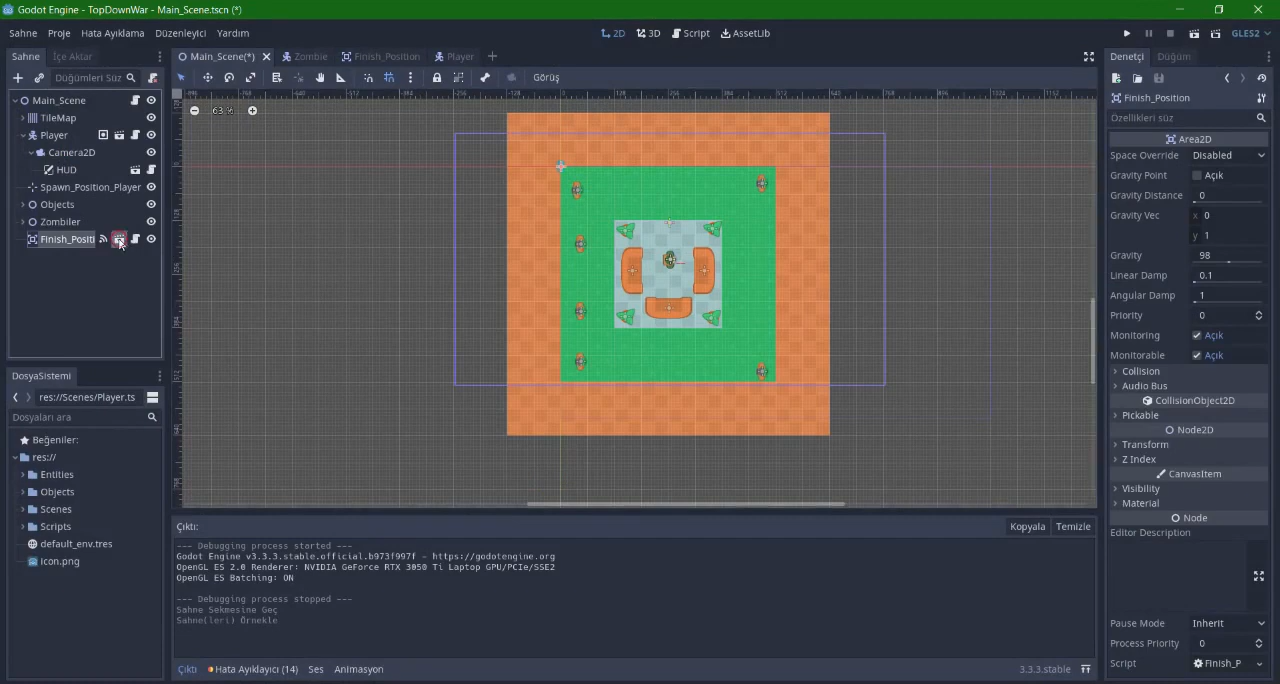 Godot Engine - TopDownWar - Main_Scene.tscn (*)
Sahne Proje Hata Ayıklama Düzenleyici Yardım
2D 3D Script AssetLib
GLES2
Sahne İçe Aktar
Düğümleri Süz
Main_Scene
TileMap
Player
Camera2D
HUD
Spawn_Position_Player
Objects
Zombiler
Finish_Positi
DosyaSistemi
res://Scenes/Player.ts
Dosyaları ara
Beğeniler:
res://
Entities
Objects
Scenes
Scripts
default_env.tres
icon.png
Main_Scene(*) Zombie Finish_Position Player
Görüş
63 %
Çıktı:
Kopyala Temizle
--- Debugging process started ---
Godot Engine v3.3.3.stable.official.b973f997f - https://godotengine.org
OpenGL ES 2.0 Renderer: NVIDIA GeForce RTX 3050 Ti Laptop GPU/PCIe/SSE2
OpenGL ES Batching: ON
--- Debugging process stopped ---
Sahne Sekmesine Geç
Sahne(leri) Örnekle
Çıktı Hata Ayıklayıcı (14) Ses Animasyon
3.3.3.stable
Denetçi Düğüm
Finish_Position
Özellikleri süz
Area2D
Space Override Disabled
Gravity Point Açık
Gravity Distance 0
Gravity Vec x 0
y 1
Gravity 98
Linear Damp 0.1
Angular Damp 1
Priority 0
Monitoring Açık
Monitorable Açık
Collision
Audio Bus
CollisionObject2D
Pickable
Node2D
Transform
Z Index
CanvasItem
Visibility
Material
Node
Editor Description
Pause Mode Inherit
Process Priority 0
Script Finish_P